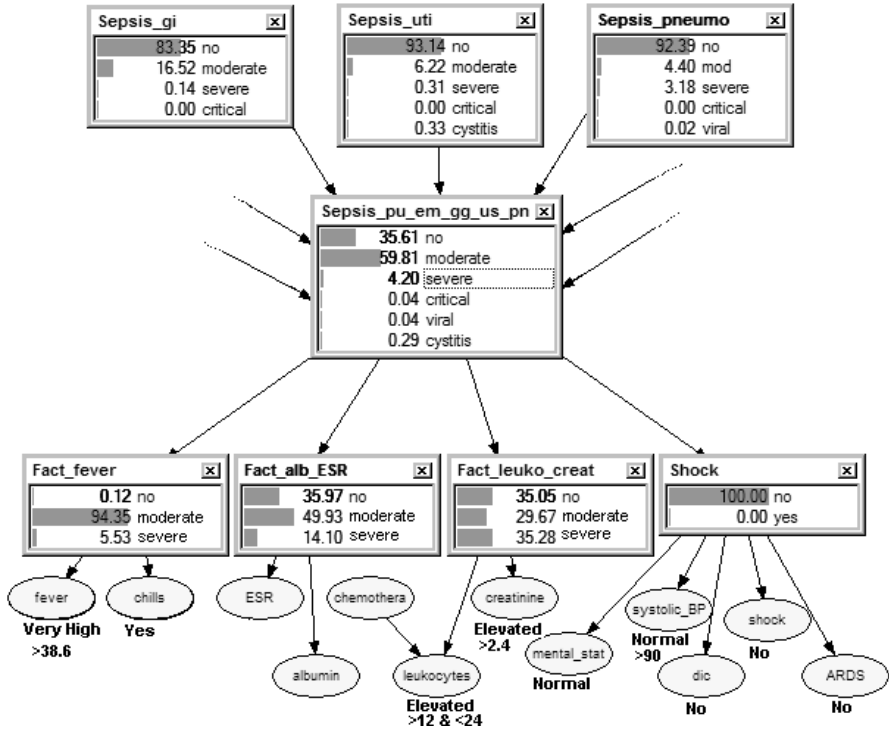 Sepsis_gi
83.35 no
16.52 moderate
0.14 severe
0.00 critical
Sepsis_uti
93.14 no
6.22 moderate
0.31 severe
0.00 critical
0.33 cystitis
Sepsis_pneumo
92.39 no
4.40 mod
3.18 severe
0.00 critical
0.02 viral
Sepsis_pu_em_gg_us_pn
35.61 no
59.81 moderate
4.20 severe
0.04 critical
0.04 viral
0.29 cystitis
Fact_fever
0.12 no
94.35 moderate
5.53 severe
Fact_alb_ESR
35.97 no
49.93 moderate
14.10 severe
Fact_leuko_creat
35.05 no
29.67 moderate
35.28 severe
Shock
100.00 no
0.00 yes
fever
Very High
>38.6
chills
Yes
ESR
albumin
chemothera
leukocytes
Elevated
>12 & <24
creatinine
Elevated
>2.4
mental_stat
Normal
systolic_BP
Normal
>90
dic
No
shock
No
ARDS
No